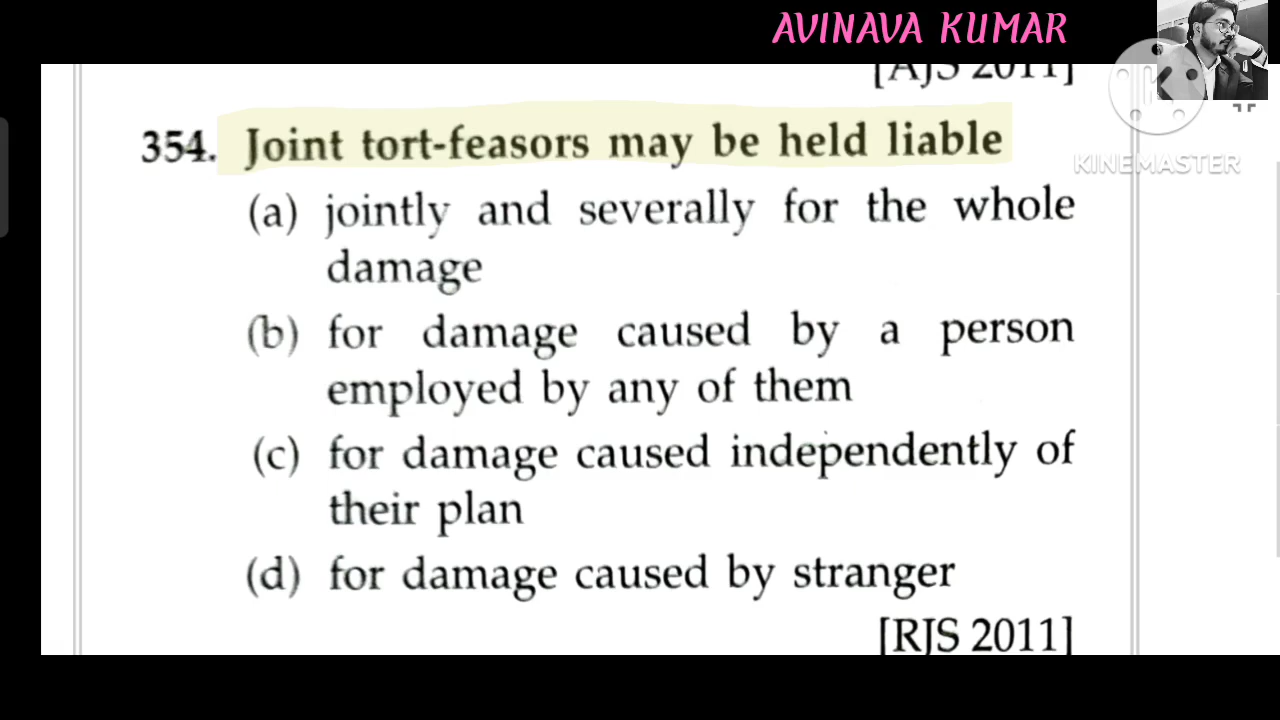 AVINAVA KUMAR
[AJS 2011]
354. Joint tort-feasors may be held liable
KINEMASTER
(a) jointly and severally for the whole
damage
(b) for damage caused by a person
employed by any of them
(c) for damage caused independently of
their plan
(d) for damage caused by stranger
[RJS 2011]